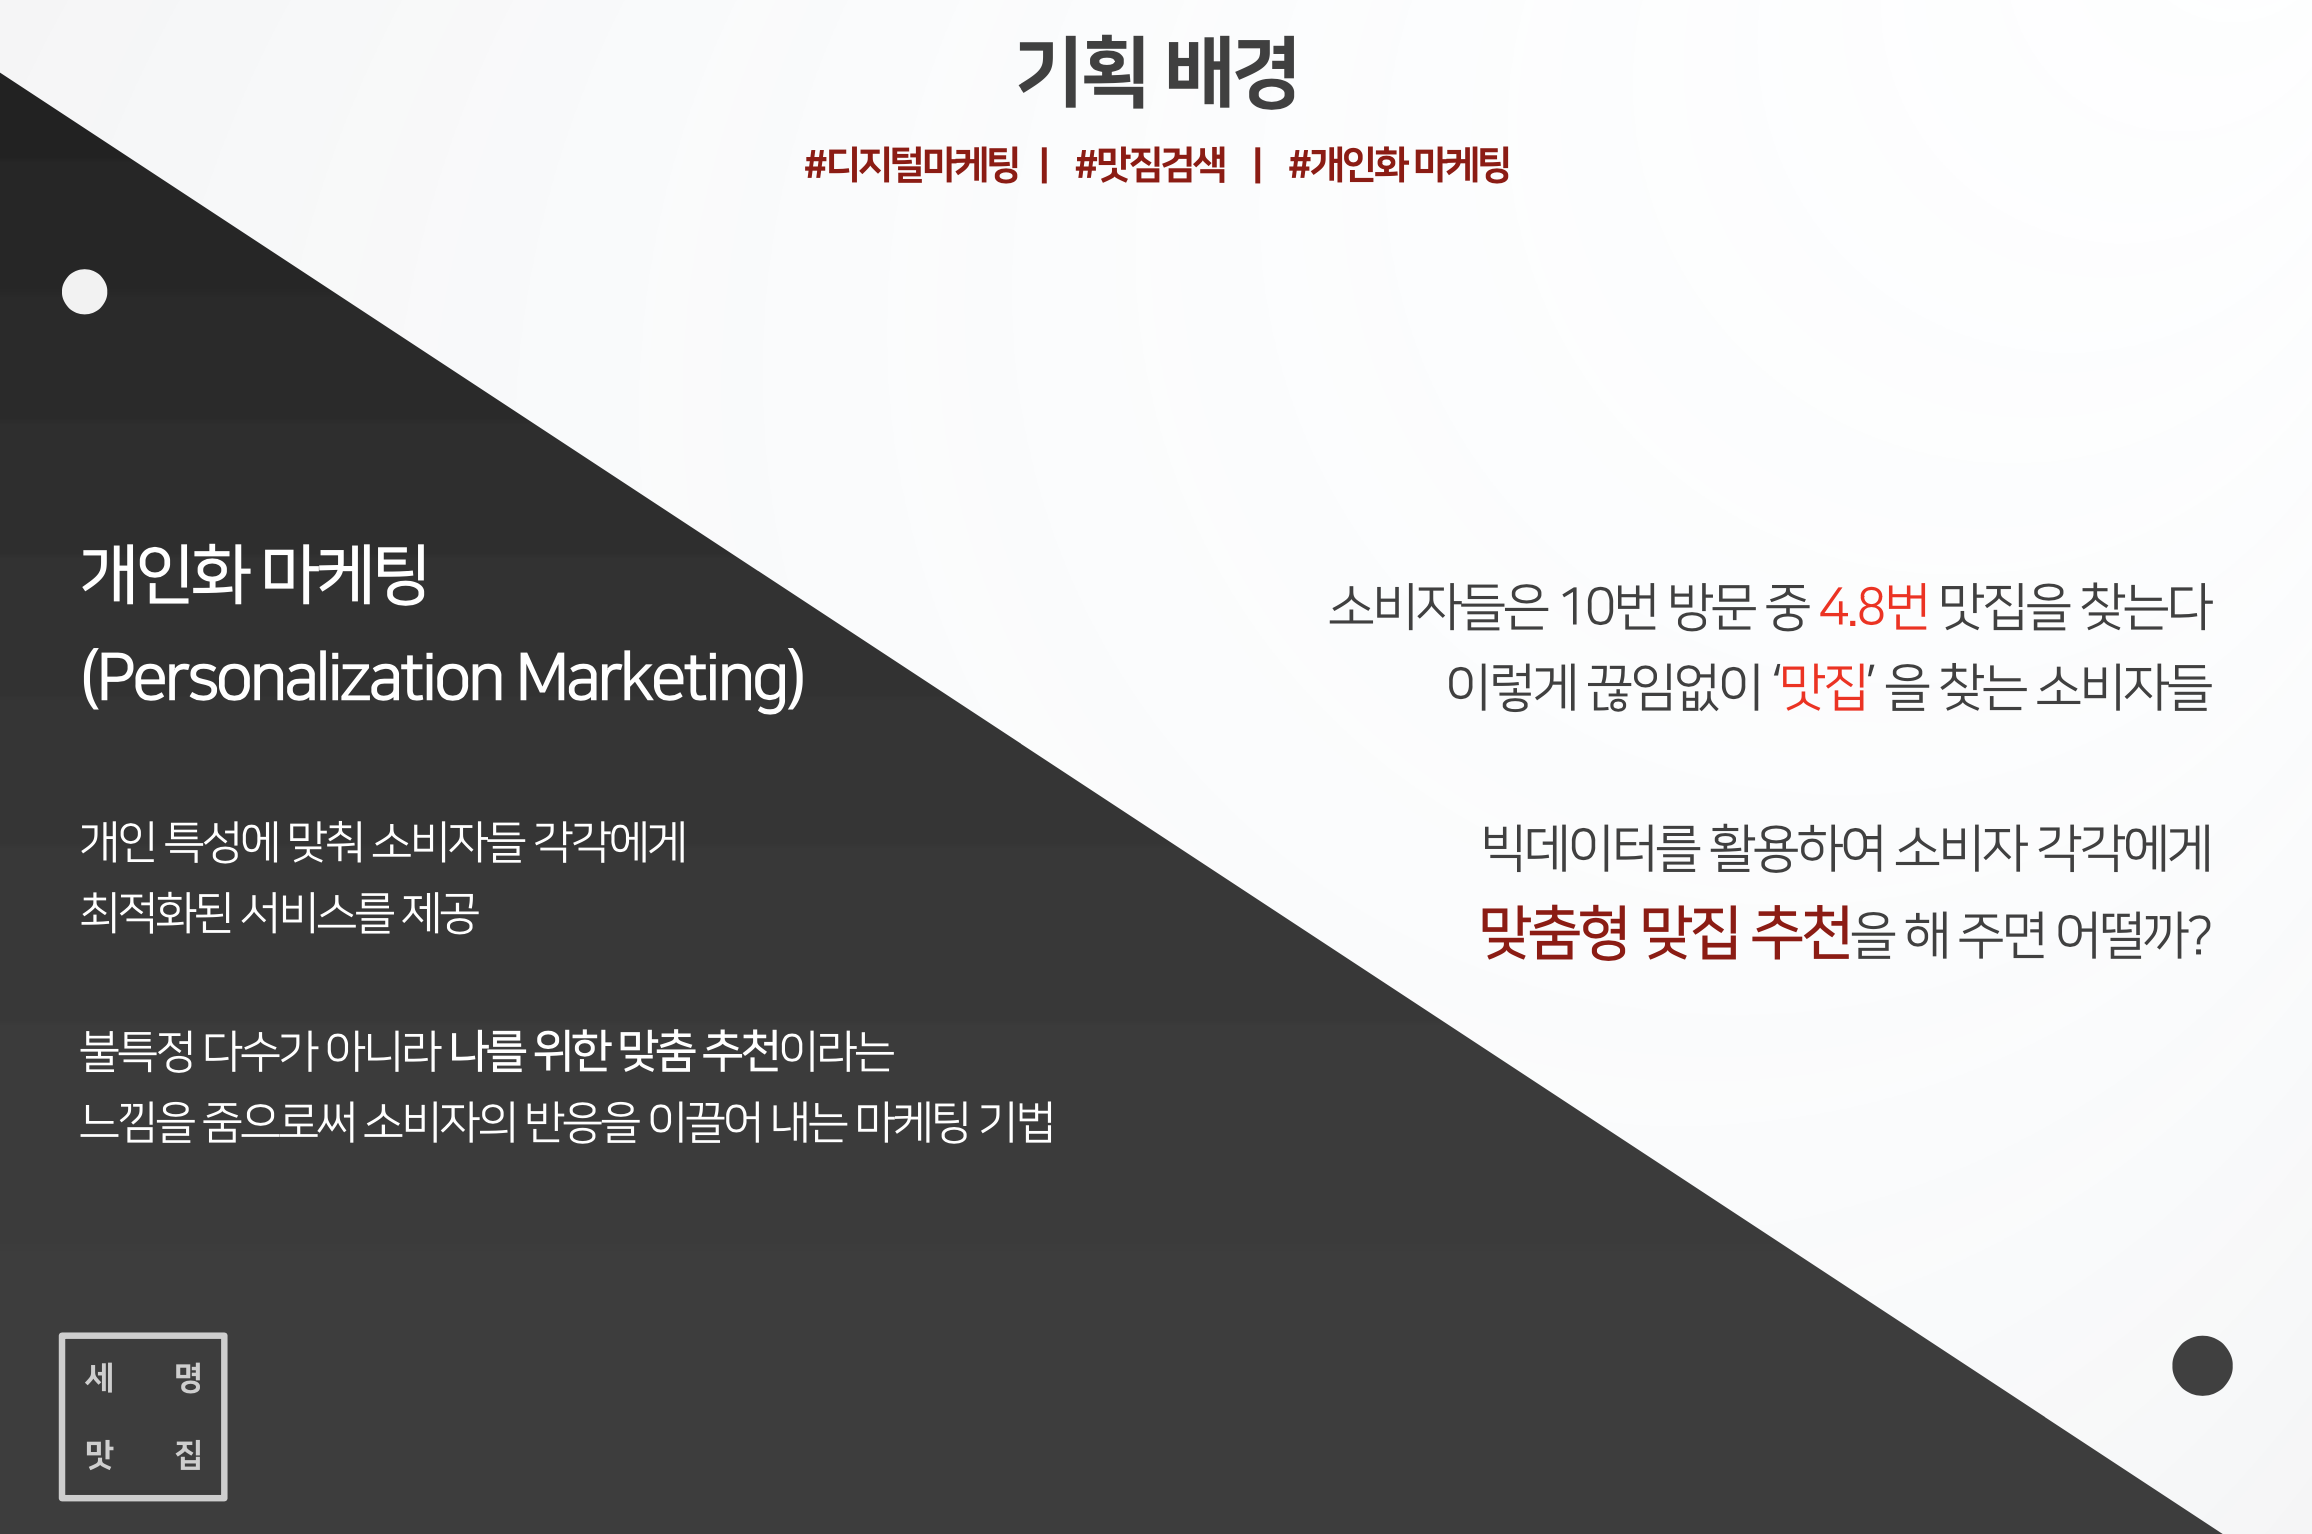 기획 배경
#디지털마케팅 | #맛짐검색 | #개인화 마케팅
개인화 마케팅
(Personalization Marketing)
개인 특성에 맞춰 소비자들 각각에게
최적화된 서비스를 제공
불특정 다수가 아니라 나를 위한 맞춤 추천이라는
느낌을 줌으로써 소비자의 반응을 이끌어 내는 마케팅 기법
소비자들은 10번 방문 중 4.8번 맛집을 찾는다
이렇게 끊임없이 ‘맛집’ 을 찾는 소비자들
빅데이터를 활용하여 소비자 각각에게
맞춤형 맛집 추천을 해 주면 어떨까?
세 명
맛 집